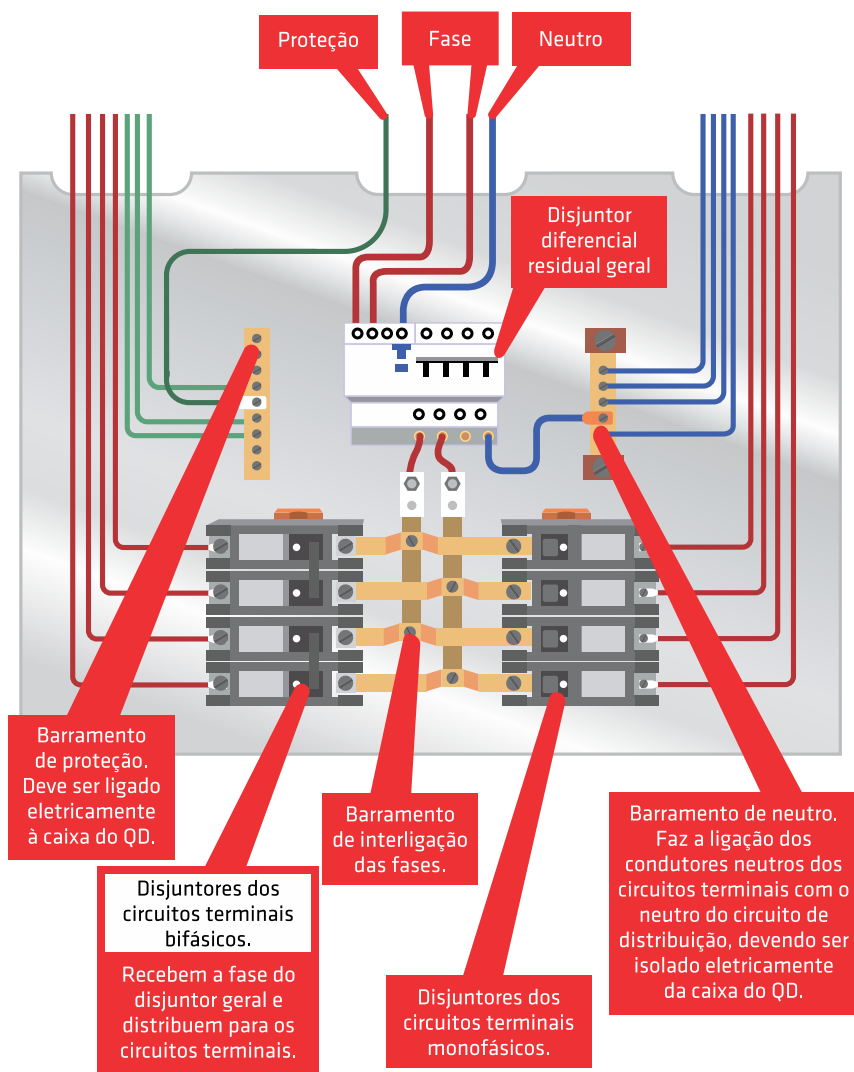 Proteção
Fase
Neutro
Disjuntor
diferencial
residual geral
Barramento
de proteção.
Deve ser ligado
eletricamente
à caixa do QD.
Disjuntores dos
circuitos terminais
bifásicos.
Recebem a fase do
disjuntor geral e
distribuem para os
circuitos terminais.
Barramento
de interligação
das fases.
Disjuntores dos
circuitos terminais
monofásicos.
Barramento de neutro.
Faz a ligação dos
condutores neutros dos
circuitos terminais com o
neutro do circuito de
distribuição, devendo ser
isolado eletricamente
da caixa do QD.